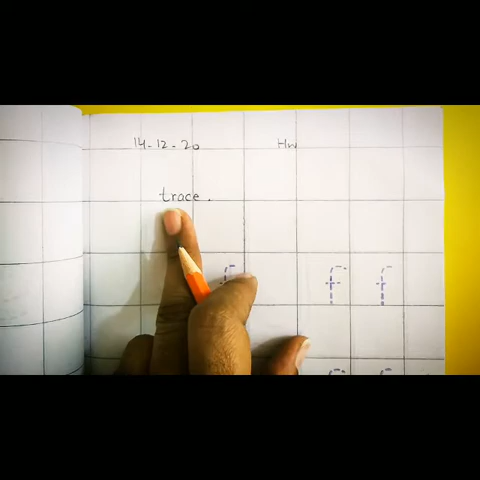 14-12-20 Hw
trace.
f f f
f f